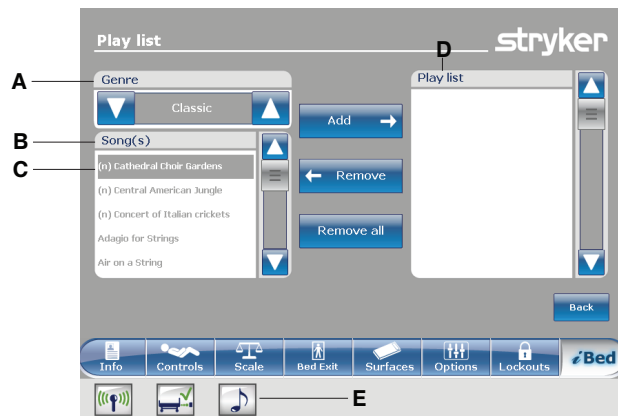 Play list
stryker
D
A
Genre
Play list
Classic
Add
B
Song(s)
C
(n) Cathedral Choir Gardens
Remove
(n) Central American Jungle
(n) Concert of Italian crickets
Remove all
Adagio for Strings
Air on a String
Back
Info
Controls
Scale
Bed Exit
Surfaces
Options
Lockouts
iBed
E